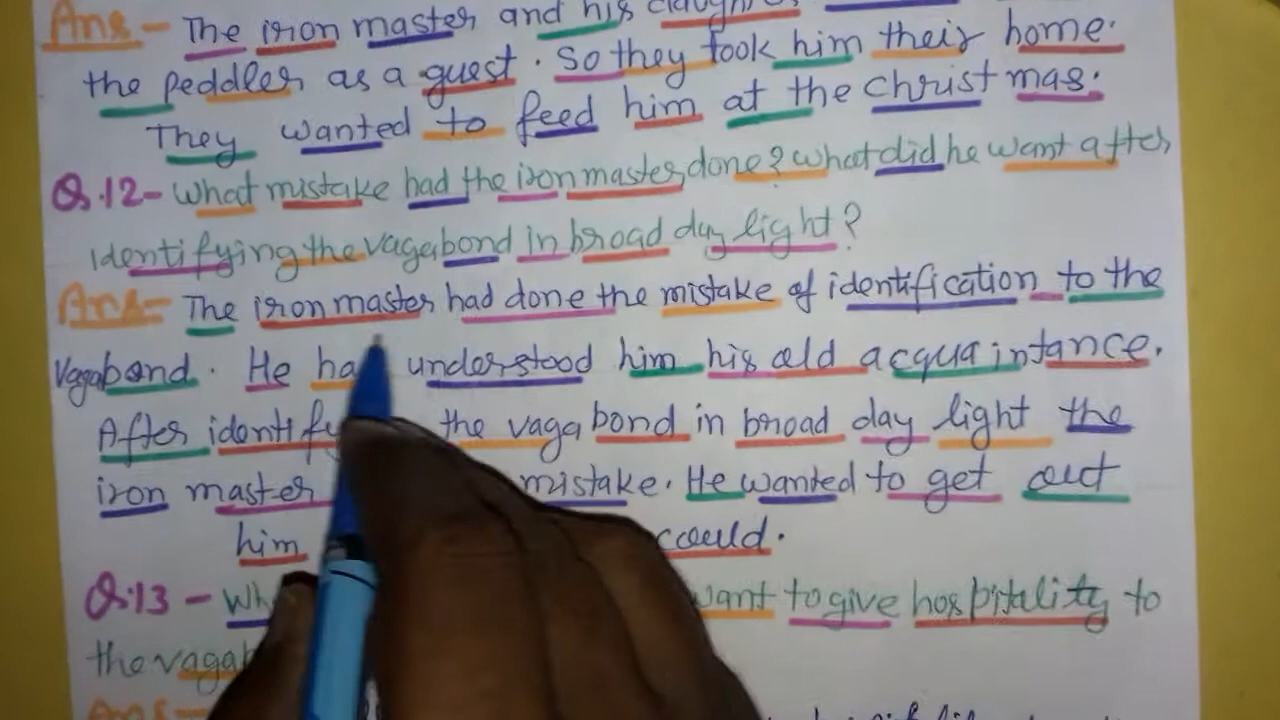 Ans - The iron master and his
the peddler as a guest. So they took him their home.
They wanted to feed him at the christ mas.
Q.12- What mistake had the iron master done? what did he want after
identifying the vagabond in broad day light?
Ans- The iron master had done the mistake of identification to the
vagabond. He had understood him his old acquaintance.
After the vagabond in broad day light the
iron master mistake. He wanted to get out
him could.
Q.13 - want to give hospitality to
the
Ans-